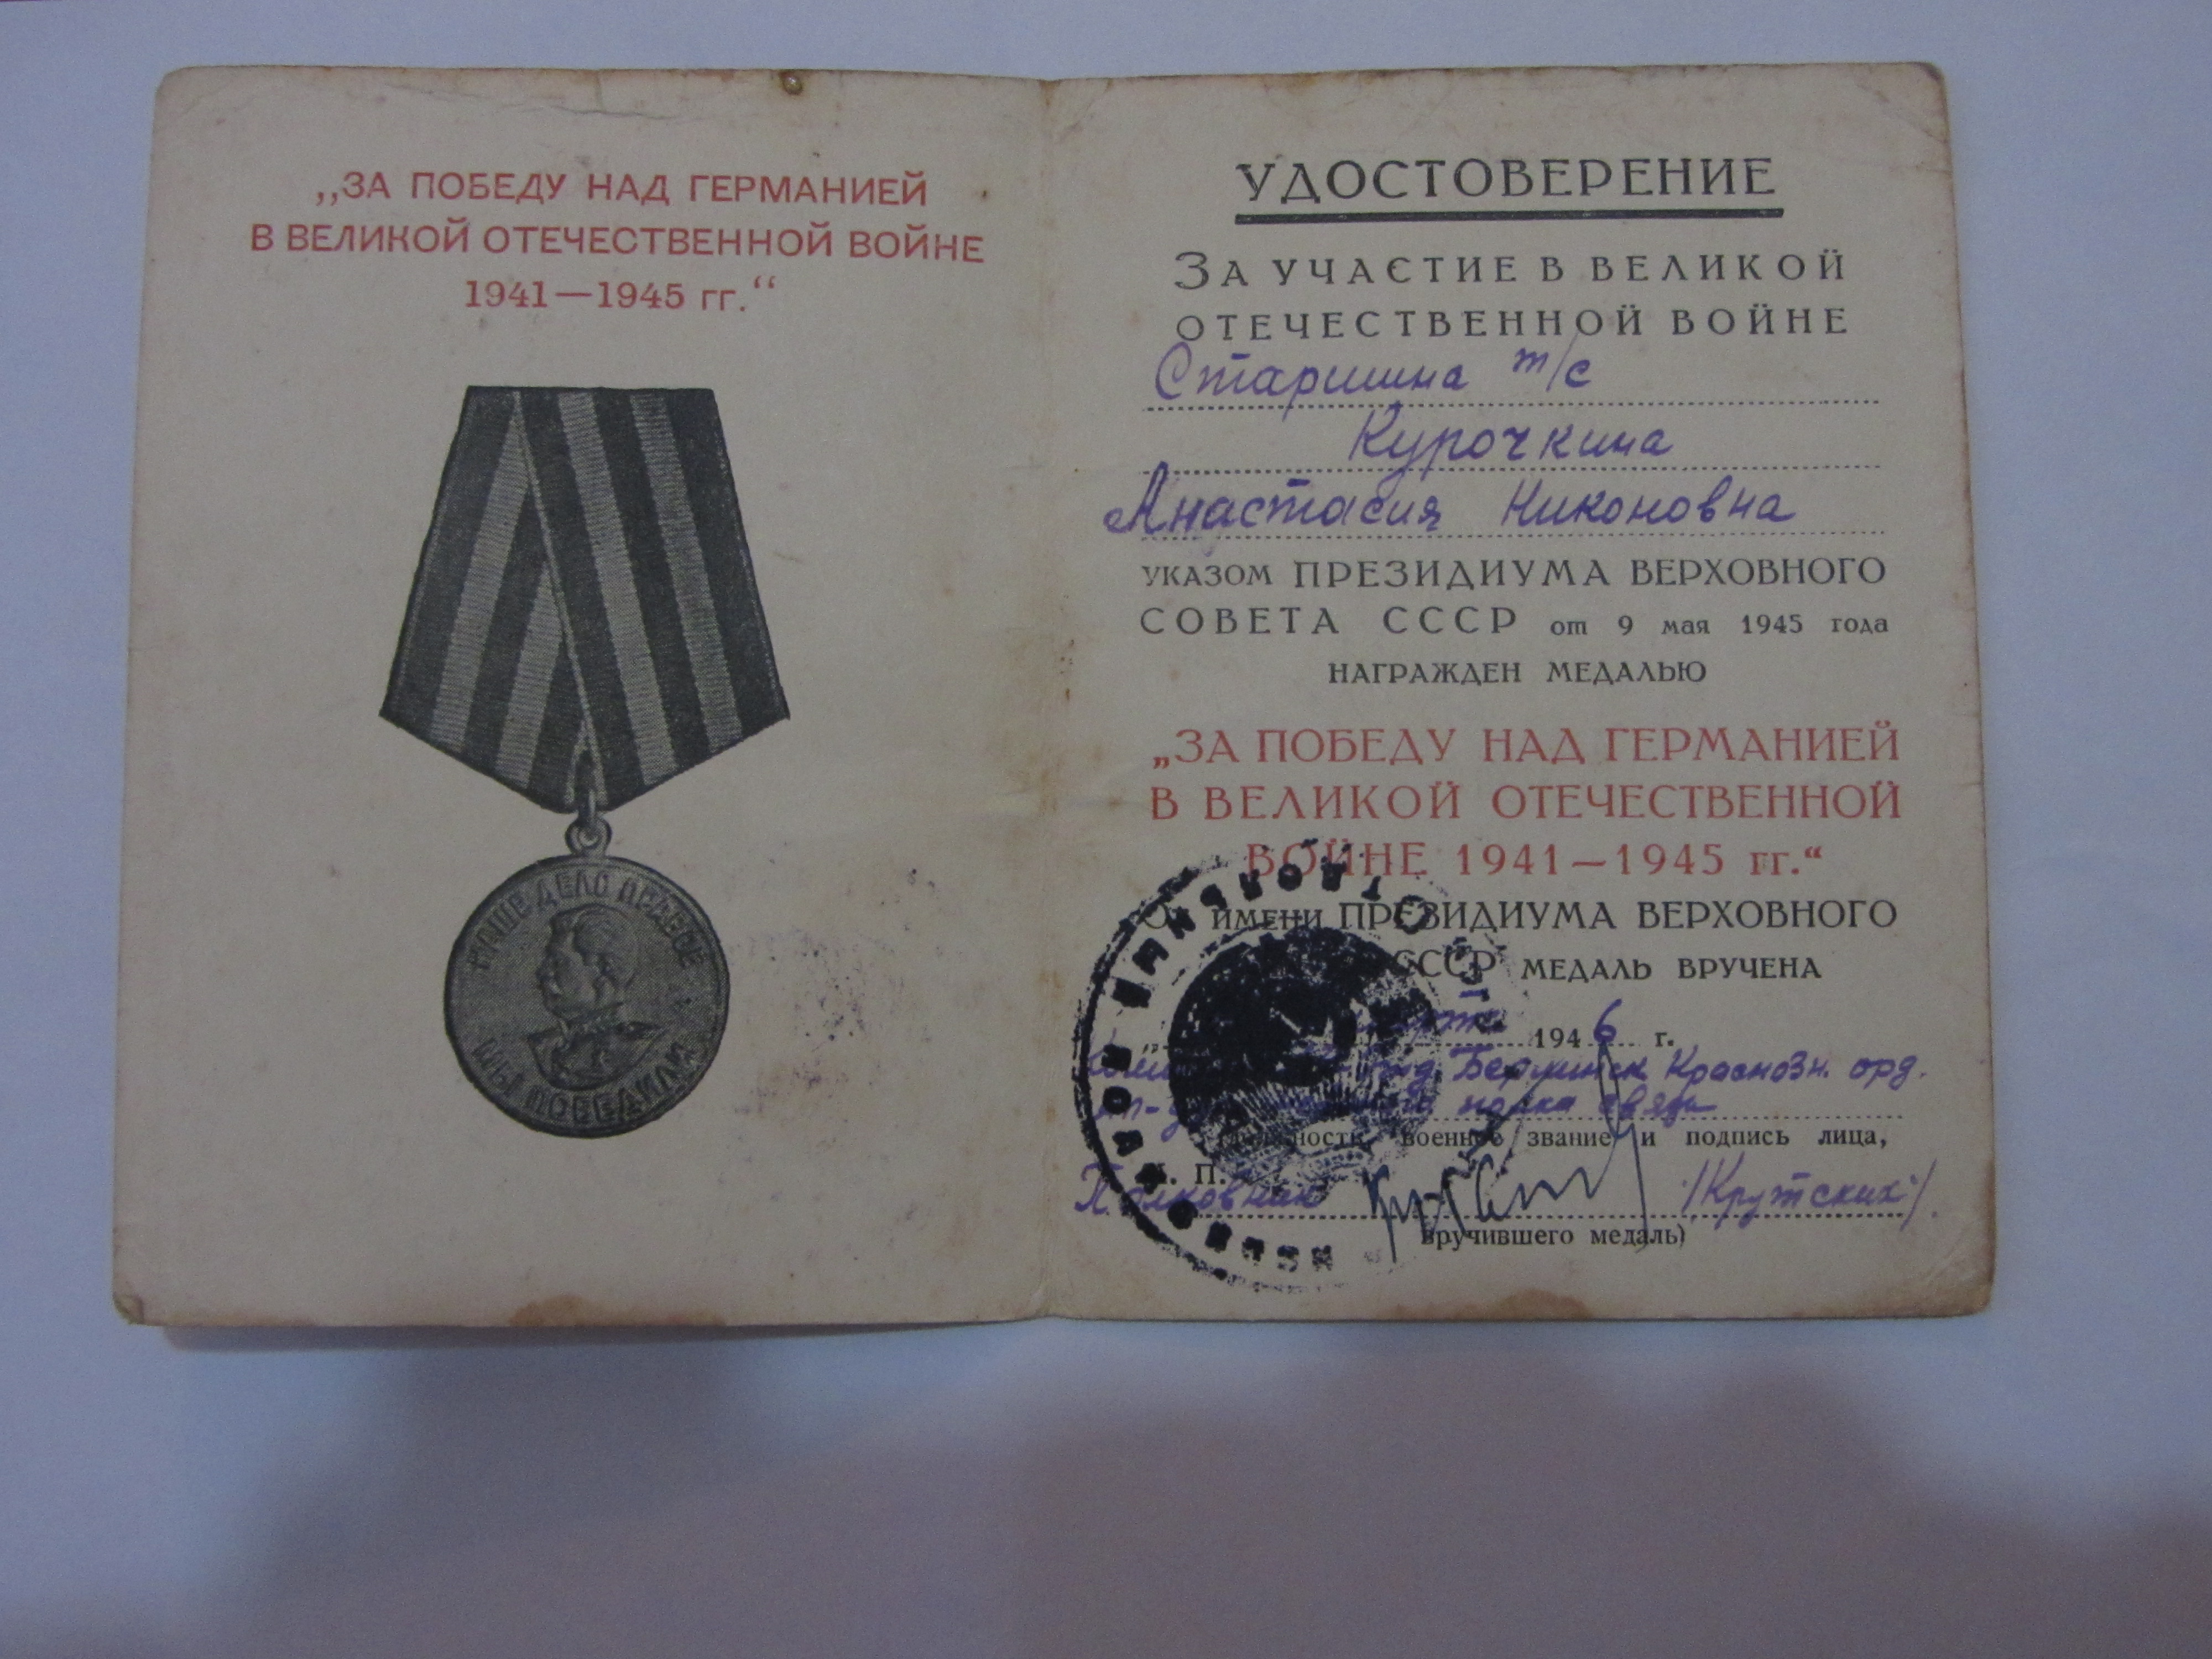 „ЗА ПОБЕДУ НАД ГЕРМАНИЕЙ
В ВЕЛИКОЙ ОТЕЧЕСТВЕННОЙ ВОЙНЕ
1941—1945 гг.“
НАШЕ ДЕЛО ПРАВОЕ
МЫ ПОБЕДИЛИ
УДОСТОВЕРЕНИЕ
ЗА УЧАСТИЕ В ВЕЛИКОЙ
ОТЕЧЕСТВЕННОЙ ВОЙНЕ
Старшина т/с
Курочкина
Анастасия Никоновна
УКАЗОМ ПРЕЗИДИУМА ВЕРХОВНОГО
СОВЕТА СССР от 9 мая 1945 года
НАГРАЖДЕН МЕДАЛЬЮ
„ЗА ПОБЕДУ НАД ГЕРМАНИЕЙ
В ВЕЛИКОЙ ОТЕЧЕСТВЕННОЙ
ВОЙНЕ 1941—1945 гг.“
От ИМЕНИ ПРЕЗИДИУМА ВЕРХОВНОГО
СССР МЕДАЛЬ ВРУЧЕНА
марта 1946 г.
Берлинск Краснозн. орд.
полка связи
военное звание и подпись лица,
М. П.
Полковник /Крутских/
вручившего медаль)